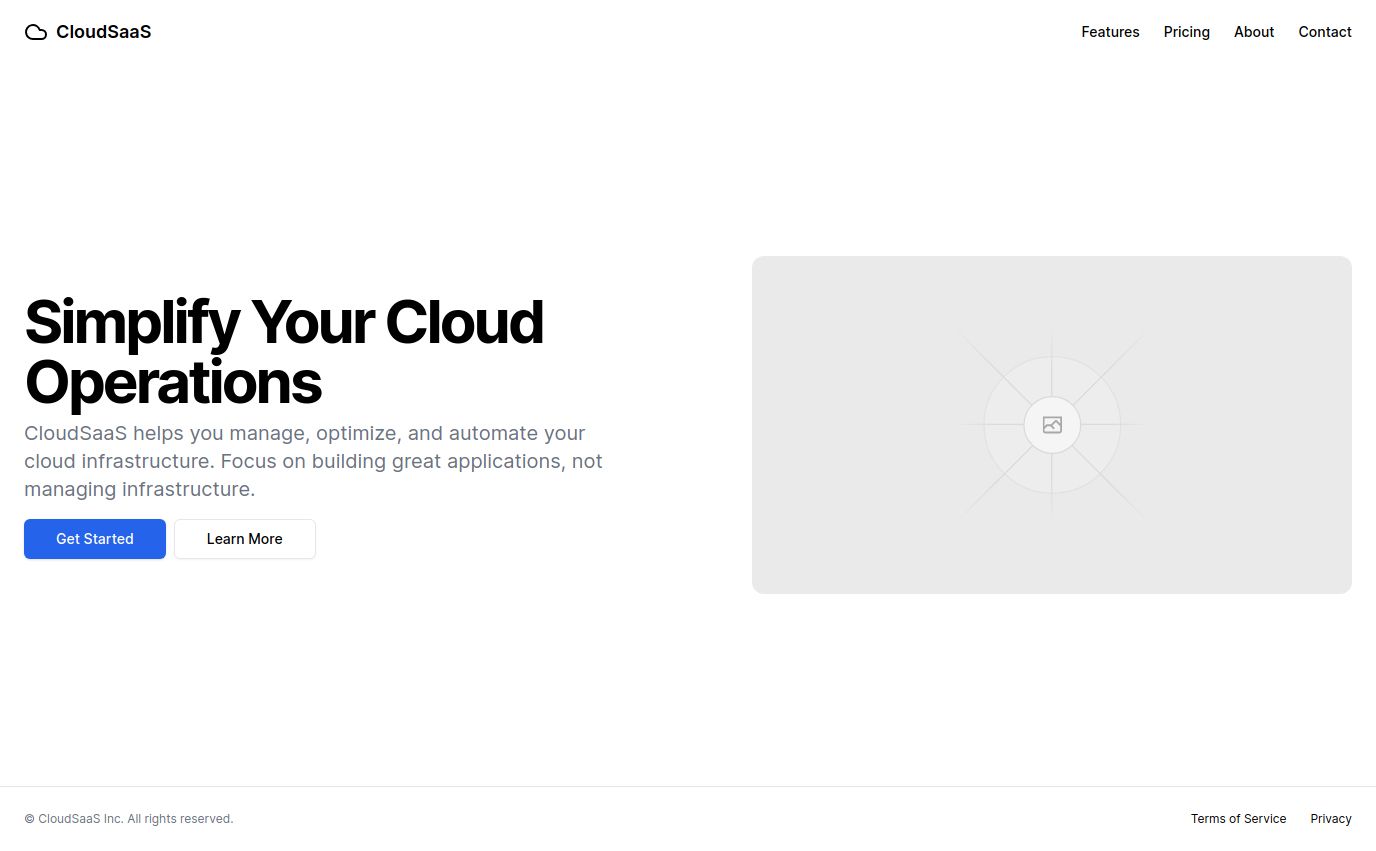 CloudSaaS
Features
Pricing
About
Contact
Simplify Your Cloud
Operations
CloudSaaS helps you manage, optimize, and automate your
cloud infrastructure. Focus on building great applications, not
managing infrastructure.
Get Started
Learn More
© CloudSaaS Inc. All rights reserved.
Terms of Service
Privacy